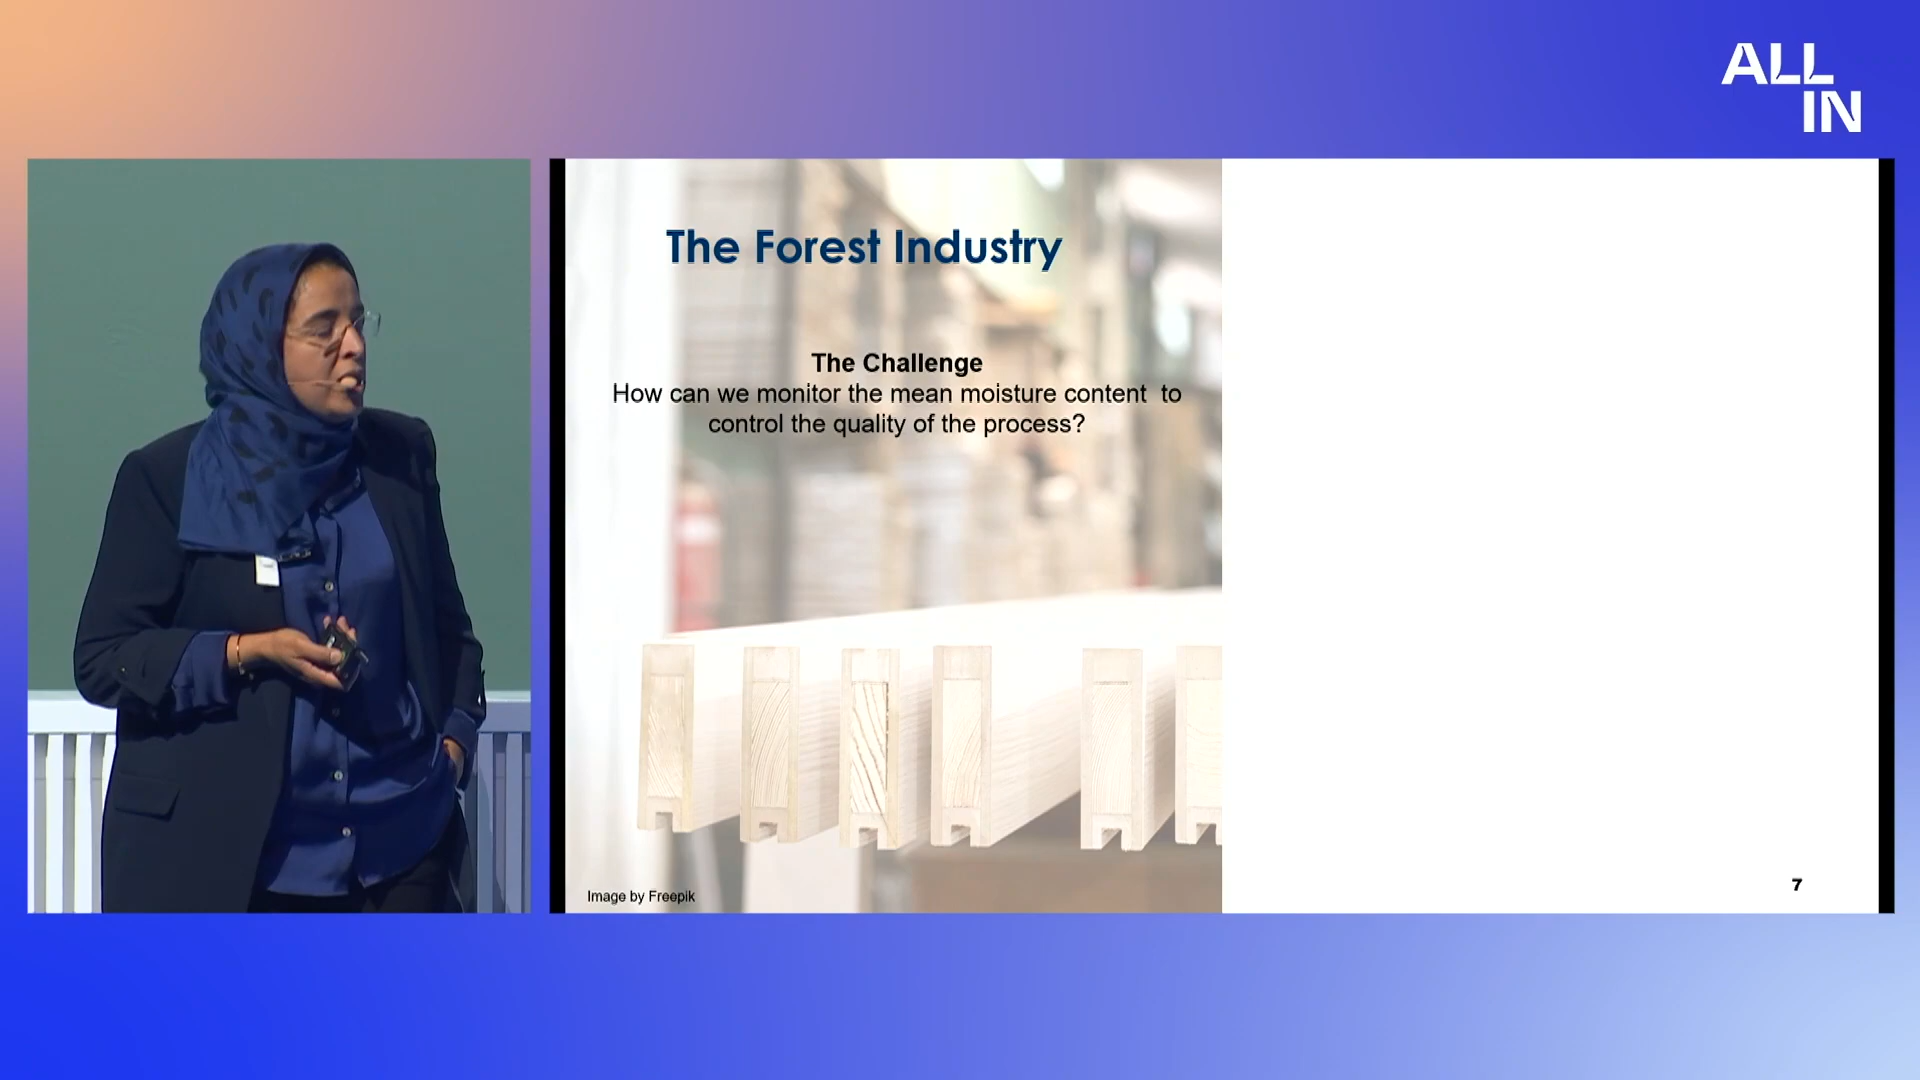 ALL
IN
The Forest Industry
The Challenge
How can we monitor the mean moisture content  to
control the quality of the process?
Image by Freepik
7